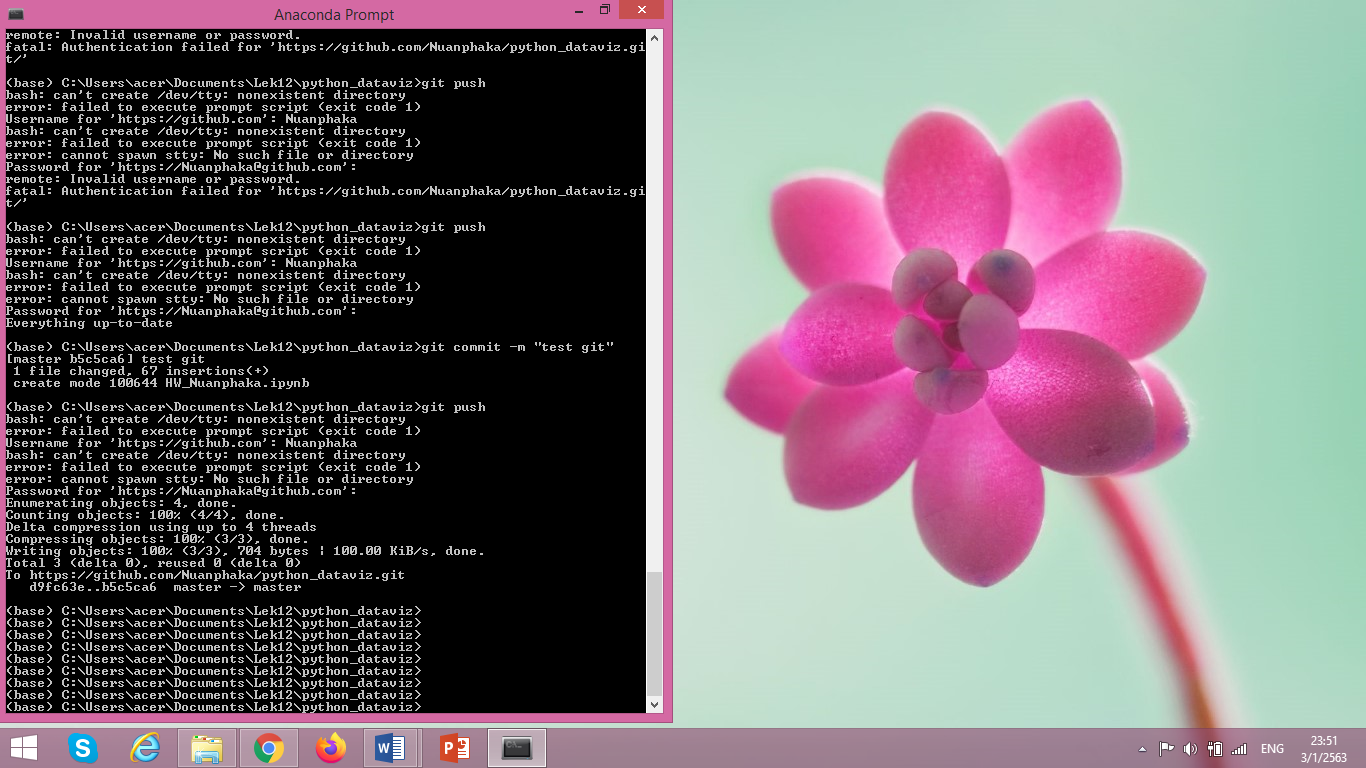 Anaconda Prompt
remote: Invalid username or password.
fatal: Authentication failed for 'https://github.com/Nuanphaka/python_dataviz.gi
t/'
(base) C:\Users\acer\Documents\Lek12\python_dataviz>git push
bash: can't create /dev/tty: nonexistent directory
error: failed to execute prompt script (exit code 1)
Username for 'https://github.com': Nuanphaka
bash: can't create /dev/tty: nonexistent directory
error: failed to execute prompt script (exit code 1)
error: cannot spawn stty: No such file or directory
Password for 'https://Nuanphaka@github.com':
remote: Invalid username or password.
fatal: Authentication failed for 'https://github.com/Nuanphaka/python_dataviz.gi
t/'
(base) C:\Users\acer\Documents\Lek12\python_dataviz>git push
bash: can't create /dev/tty: nonexistent directory
error: failed to execute prompt script (exit code 1)
Username for 'https://github.com': Nuanphaka
bash: can't create /dev/tty: nonexistent directory
error: failed to execute prompt script (exit code 1)
error: cannot spawn stty: No such file or directory
Password for 'https://Nuanphaka@github.com':
Everything up-to-date
(base) C:\Users\acer\Documents\Lek12\python_dataviz>git commit -m "test git"
[master b5c5ca6] test git
 1 file changed, 67 insertions(+)
 create mode 100644 HW_Nuanphaka.ipynb
(base) C:\Users\acer\Documents\Lek12\python_dataviz>git push
bash: can't create /dev/tty: nonexistent directory
error: failed to execute prompt script (exit code 1)
Username for 'https://github.com': Nuanphaka
bash: can't create /dev/tty: nonexistent directory
error: failed to execute prompt script (exit code 1)
error: cannot spawn stty: No such file or directory
Password for 'https://Nuanphaka@github.com':
Enumerating objects: 4, done.
Counting objects: 100% (4/4), done.
Delta compression using up to 4 threads
Compressing objects: 100% (3/3), done.
Writing objects: 100% (3/3), 704 bytes | 100.00 KiB/s, done.
Total 3 (delta 0), reused 0 (delta 0)
To https://github.com/Nuanphaka/python_dataviz.git
   d9fc63e..b5c5ca6  master -> master
(base) C:\Users\acer\Documents\Lek12\python_dataviz>
(base) C:\Users\acer\Documents\Lek12\python_dataviz>
(base) C:\Users\acer\Documents\Lek12\python_dataviz>
(base) C:\Users\acer\Documents\Lek12\python_dataviz>
(base) C:\Users\acer\Documents\Lek12\python_dataviz>
(base) C:\Users\acer\Documents\Lek12\python_dataviz>
(base) C:\Users\acer\Documents\Lek12\python_dataviz>
(base) C:\Users\acer\Documents\Lek12\python_dataviz>
(base) C:\Users\acer\Documents\Lek12\python_dataviz>
ENG
23:51
3/1/2563